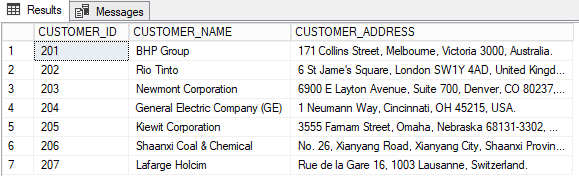 Results Messages
CUSTOMER_ID CUSTOMER_NAME CUSTOMER_ADDRESS
1 201 BHP Group 171 Collins Street, Melbourne, Victoria 3000, Australia.
2 202 Rio Tinto 6 St Jame's Square, London SW1Y 4AD, United Kingd...
3 203 Newmont Corporation 6900 E Layton Avenue, Suite 700, Denver, CO 80237,...
4 204 General Electric Company (GE) 1 Neumann Way, Cincinnati, OH 45215, USA.
5 205 Kiewit Corporation 3555 Farnam Street, Omaha, Nebraska 68131-3302, ...
6 206 Shaanxi Coal & Chemical No. 26, Xianyang Road, Xianyang City, Shaanxi Provin...
7 207 Lafarge Holcim Rue de la Gare 16, 1003 Lausanne, Switzerland.